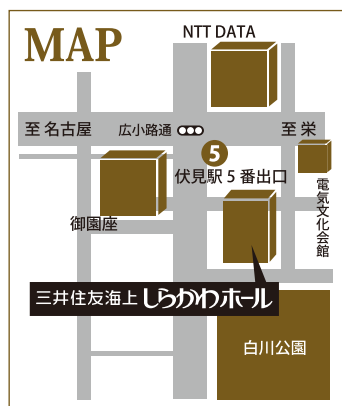 MAP
NTT DATA
至 名古屋
広小路通
至 栄
5
伏見駅 5 番出口
電気文化会館
御園座
三井住友海上 しらかわホール
白川公園